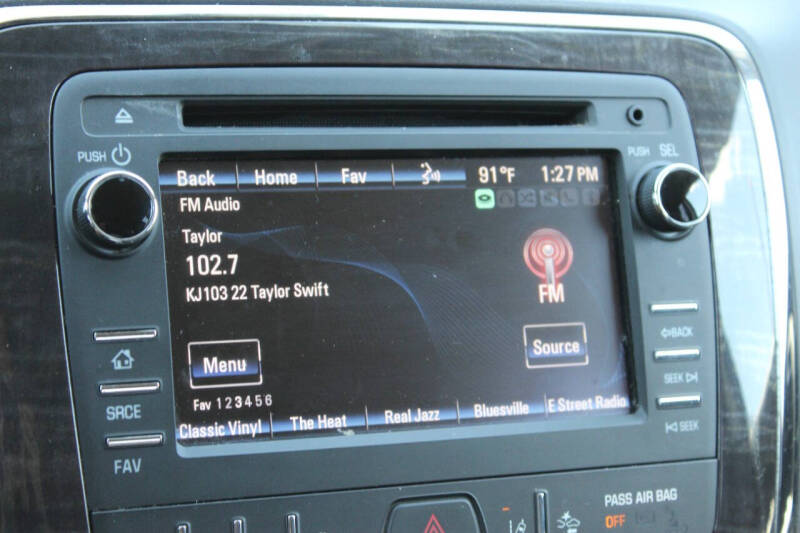 PUSH
PUSH SEL
Back Home Fav 91°F 1:27 PM
FM Audio
Taylor
102.7
KJ103 22 Taylor Swift
FM
Menu
Source
Fav 1 2 3 4 5 6
Classic Vinyl The Heat Real Jazz Bluesville E Street Radio
SRCE
FAV
BACK
SEEK
SEEK
PASS AIR BAG
OFF